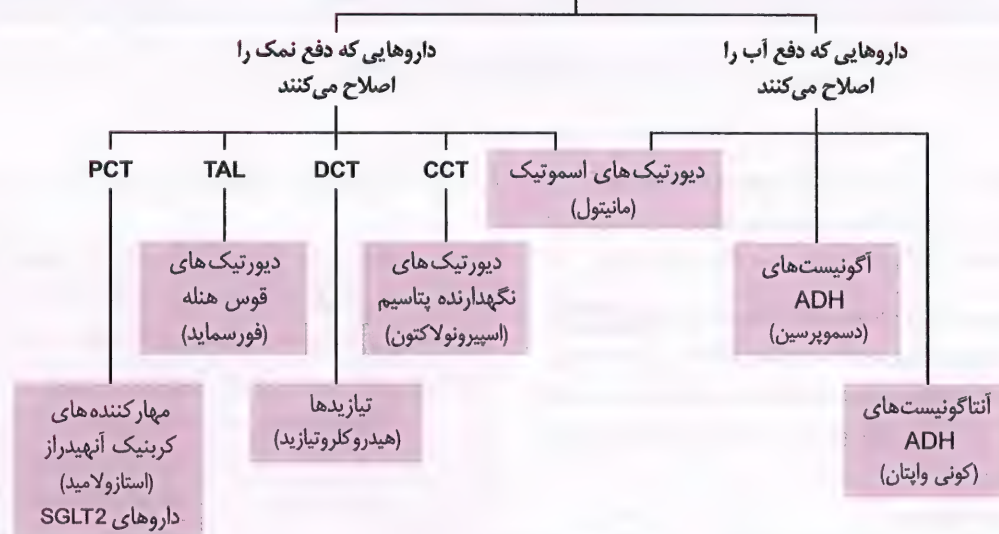 داروهایی که دفع نمک را
اصلاح می‌کنند
داروهایی که دفع آب را
اصلاح می‌کنند
PCT
TAL
DCT
CCT
دیورتیک‌های اسموتیک
(مانیتول)
دیورتیک‌های
قوس هنله
(فورسماید)
دیورتیک‌های
نگهدارنده پتاسیم
(اسپیرونولاکتون)
آگونیست‌های
ADH
(دسموپرسین)
مهارکننده‌های
کربنیک آنهیدراز
(استازولامید)
داروهای SGLT2
تیازیدها
(هیدروکلروتیازید)
آنتاگونیست‌های
ADH
(کونی واپتان)